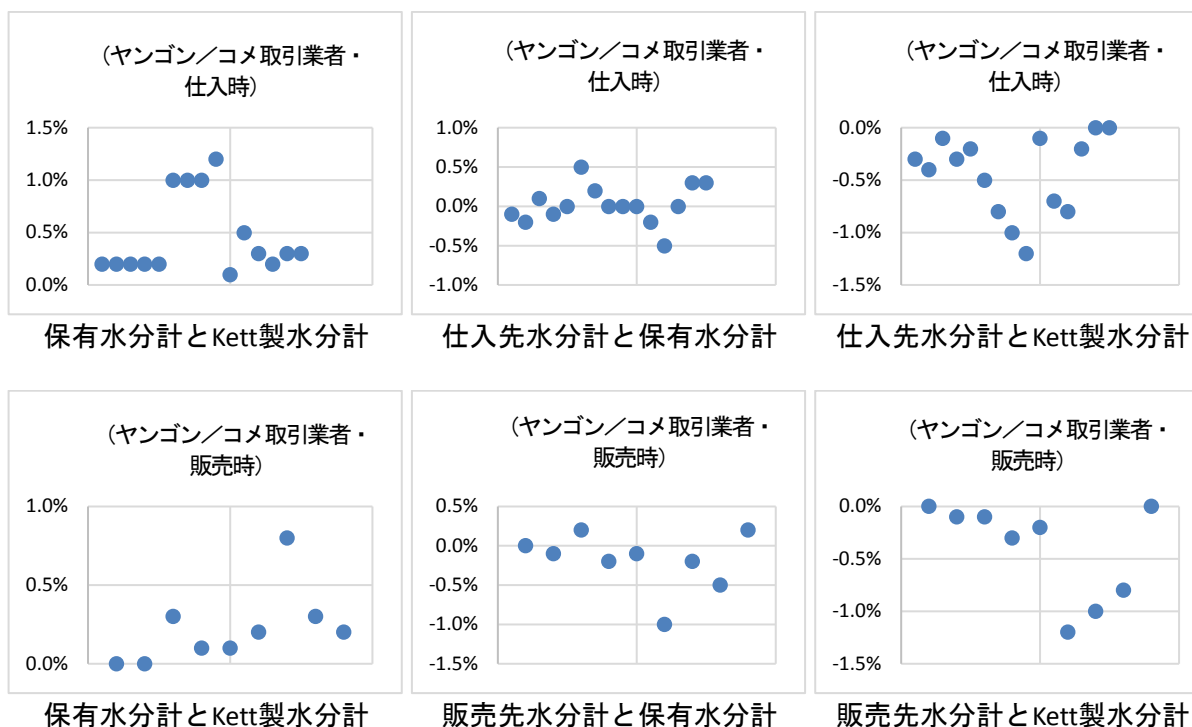 （ヤンゴン／コメ取引業者・
仕入時）
1.5%
1.0%
0.5%
0.0%
保有水分計とKett製水分計
（ヤンゴン／コメ取引業者・
仕入時）
1.0%
0.5%
0.0%
-0.5%
-1.0%
仕入先水分計と保有水分計
（ヤンゴン／コメ取引業者・
仕入時）
0.0%
-0.5%
-1.0%
-1.5%
仕入先水分計とKett製水分計
（ヤンゴン／コメ取引業者・
販売時）
1.0%
0.5%
0.0%
保有水分計とKett製水分計
（ヤンゴン／コメ取引業者・
販売時）
0.5%
0.0%
-0.5%
-1.0%
-1.5%
販売先水分計と保有水分計
（ヤンゴン／コメ取引業者・
販売時）
0.0%
-0.5%
-1.0%
-1.5%
販売先水分計とKett製水分計